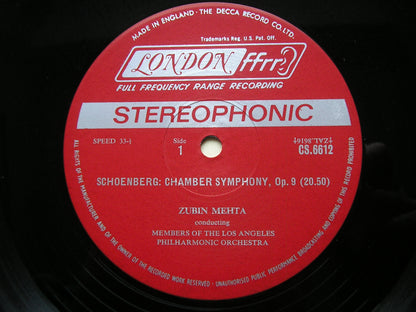 MADE IN ENGLAND · THE DECCA RECORD CO. LTD.
Trademarks Reg. U.S. Pat. Off.
LONDON ffrr
FULL FREQUENCY RANGE RECORDING
STEREOPHONIC
SPEED 33⅓
Side
1
CS.6612
SCHOENBERG: CHAMBER SYMPHONY, Op. 9 (20.50)
ZUBIN MEHTA
conducting
MEMBERS OF THE LOS ANGELES
PHILHARMONIC ORCHESTRA
ALL RIGHTS OF THE MANUFACTURER AND OF THE OWNER OF THE RECORDED WORK RESERVED · UNAUTHORISED PUBLIC PERFORMANCE BROADCASTING AND COPYING OF THIS RECORD PROHIBITED